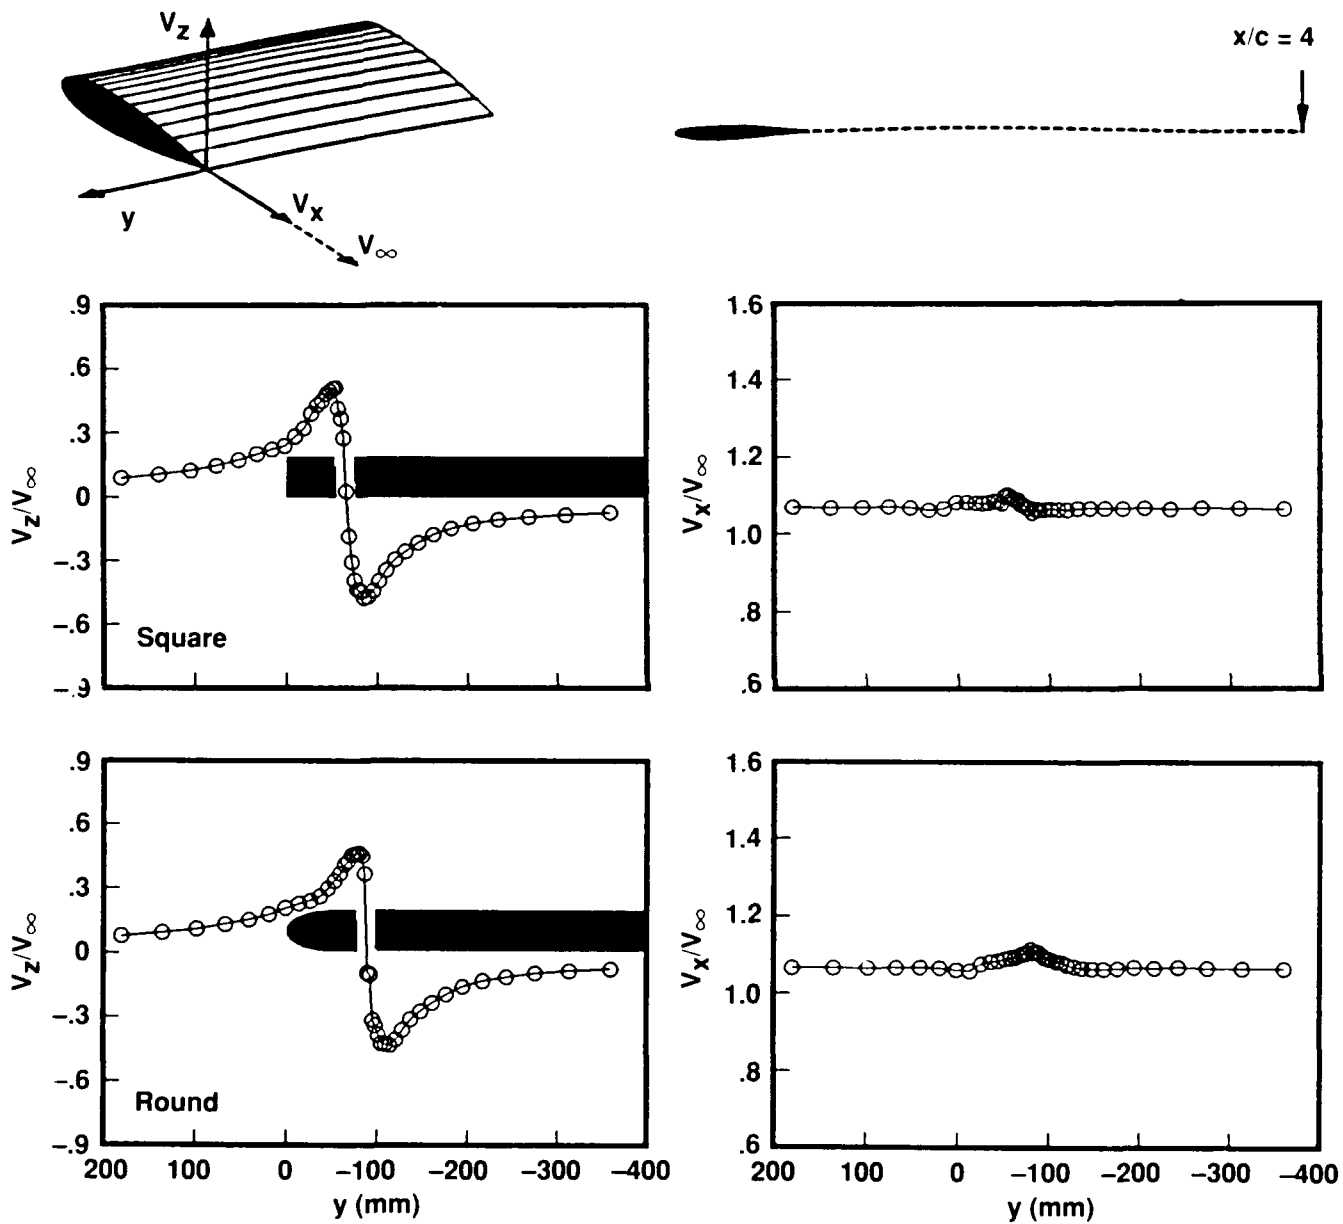 V_z
x/c = 4
y
V_x
V_∞
.9
.6
.3
0
−.3
−.6
−.9
V_z/V_∞
Square
1.6
1.4
1.2
1.0
.8
.6
V_x/V_∞
.9
.6
.3
0
−.3
−.6
−.9
V_z/V_∞
Round
200 100 0 −100 −200 −300 −400
y (mm)
1.6
1.4
1.2
1.0
.8
.6
V_x/V_∞
200 100 0 −100 −200 −300 −400
y (mm)